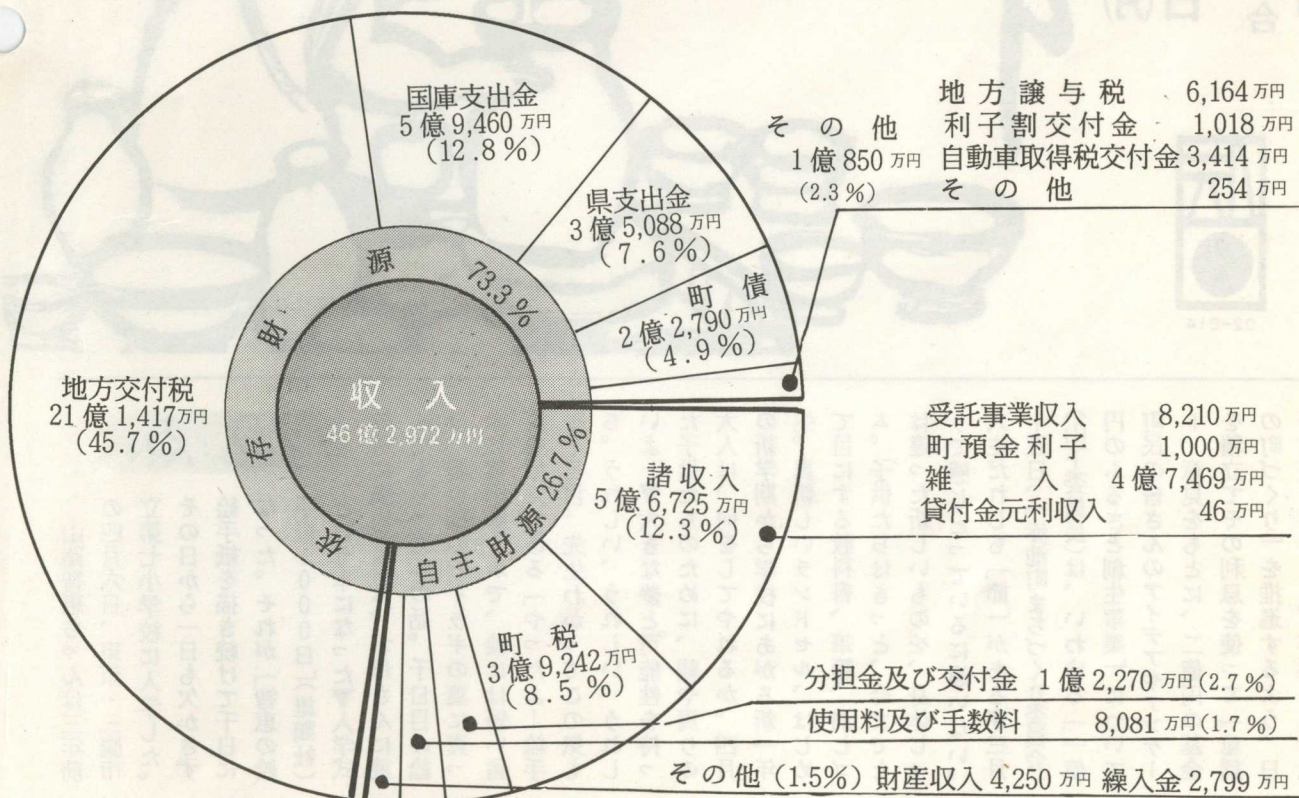 国庫支出金
5億9,460万円
(12.8%)
県支出金
3億5,088万円
(7.6%)
町債
2億2,790万円
(4.9%)
その他
1億850万円
(2.3%)
地方譲与税 6,164万円
利子割交付金 1,018万円
自動車取得税交付金 3,414万円
その他 254万円
地方交付税
21億1,417万円
(45.7%)
依存財源 73.3%
収入
46億2,972万円
自主財源 26.7%
諸収入
5億6,725万円
(12.3%)
受託事業収入 8,210万円
町預金利子 1,000万円
雑入 4億7,469万円
貸付金元利収入 46万円
町税
3億9,242万円
(8.5%)
分担金及び交付金 1億2,270万円(2.7%)
使用料及び手数料 8,081万円(1.7%)
その他(1.5%)財産収入4,250万円 繰入金2,799万円